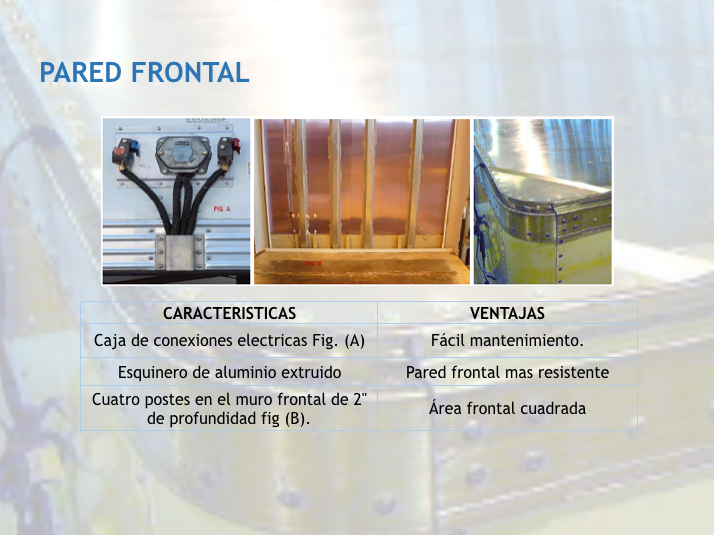 PARED FRONTAL
FIG. A
CARACTERISTICAS
VENTAJAS
Caja de conexiones electricas Fig. (A)
Fácil mantenimiento.
Esquinero de aluminio extruido
Pared frontal mas resistente
Cuatro postes en el muro frontal de 2"
de profundidad fig (B).
Área frontal cuadrada